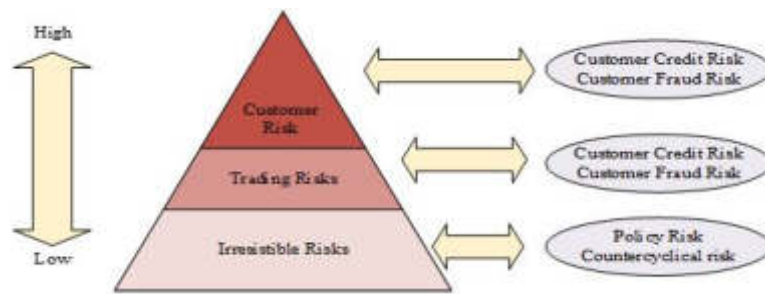 High
Customer Credit Risk
Customer Fraud Risk
Customer
Risk
Customer Credit Risk
Customer Fraud Risk
Trading Risks
Policy Risk
Countercyclical risk
Irresistible Risks
Low